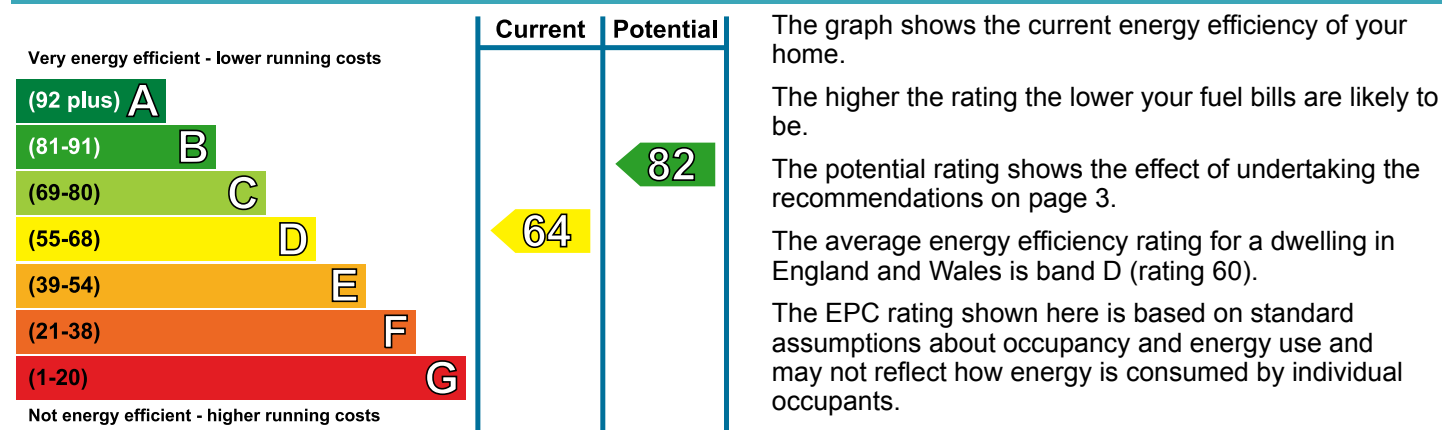 Current Potential
Very energy efficient - lower running costs
(92 plus) A
(81-91) B
(69-80) C
(55-68) D
(39-54) E
(21-38) F
(1-20) G
Not energy efficient - higher running costs
82
64
The graph shows the current energy efficiency of your
home.
The higher the rating the lower your fuel bills are likely to
be.
The potential rating shows the effect of undertaking the
recommendations on page 3.
The average energy efficiency rating for a dwelling in
England and Wales is band D (rating 60).
The EPC rating shown here is based on standard
assumptions about occupancy and energy use and
may not reflect how energy is consumed by individual
occupants.